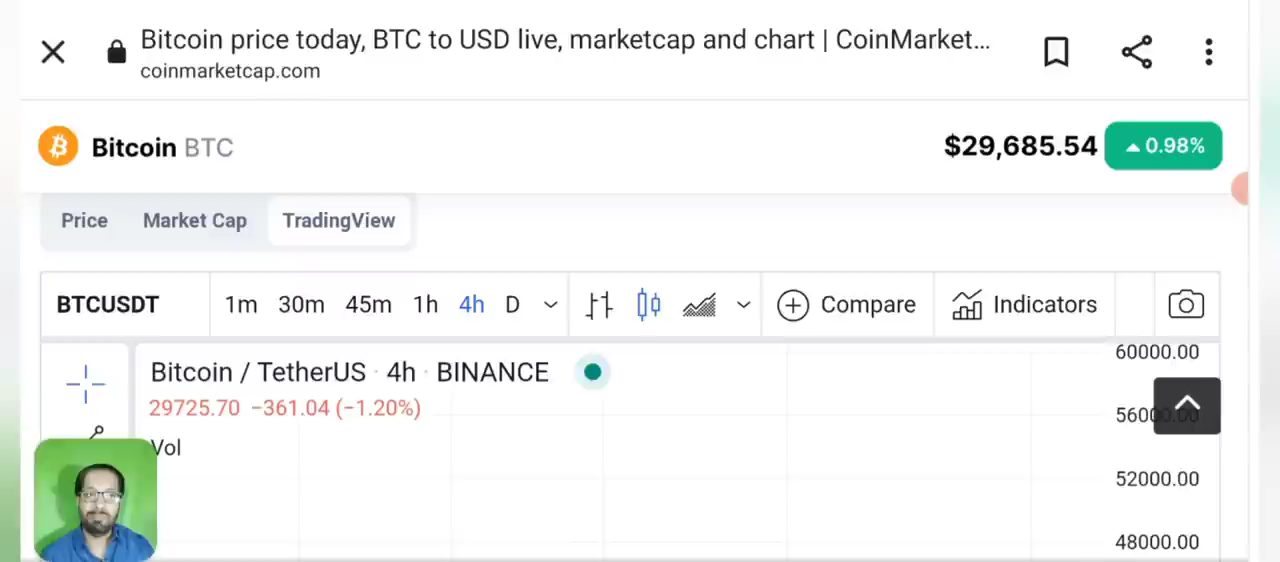 Bitcoin price today, BTC to USD live, marketcap and chart | CoinMarket...
coinmarketcap.com
Bitcoin BTC
$29,685.54 ▲ 0.98%
Price Market Cap TradingView
BTCUSDT 1m 30m 45m 1h 4h D Compare Indicators
Bitcoin / TetherUS · 4h · BINANCE
29725.70 −361.04 (−1.20%)
Vol
60000.00
56000.00
52000.00
48000.00